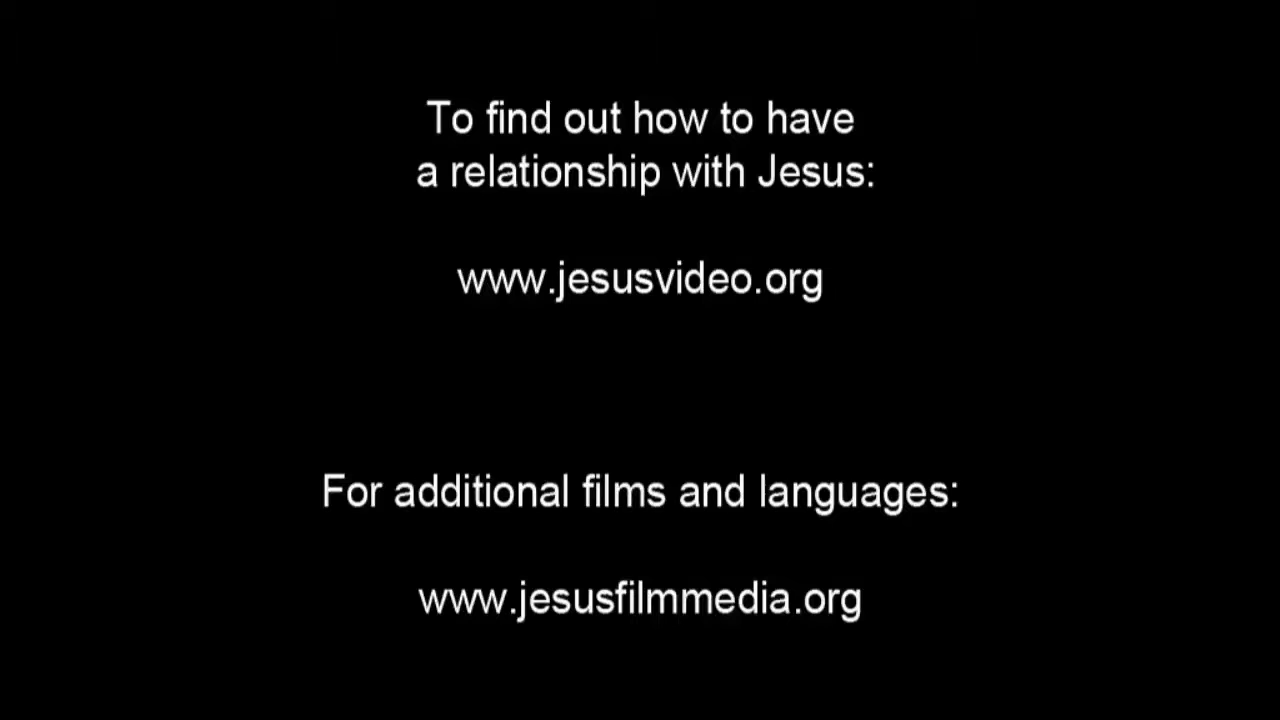 To find out how to have
a relationship with Jesus:
www.jesusvideo.org
For additional films and languages:
www.jesusfilmmedia.org